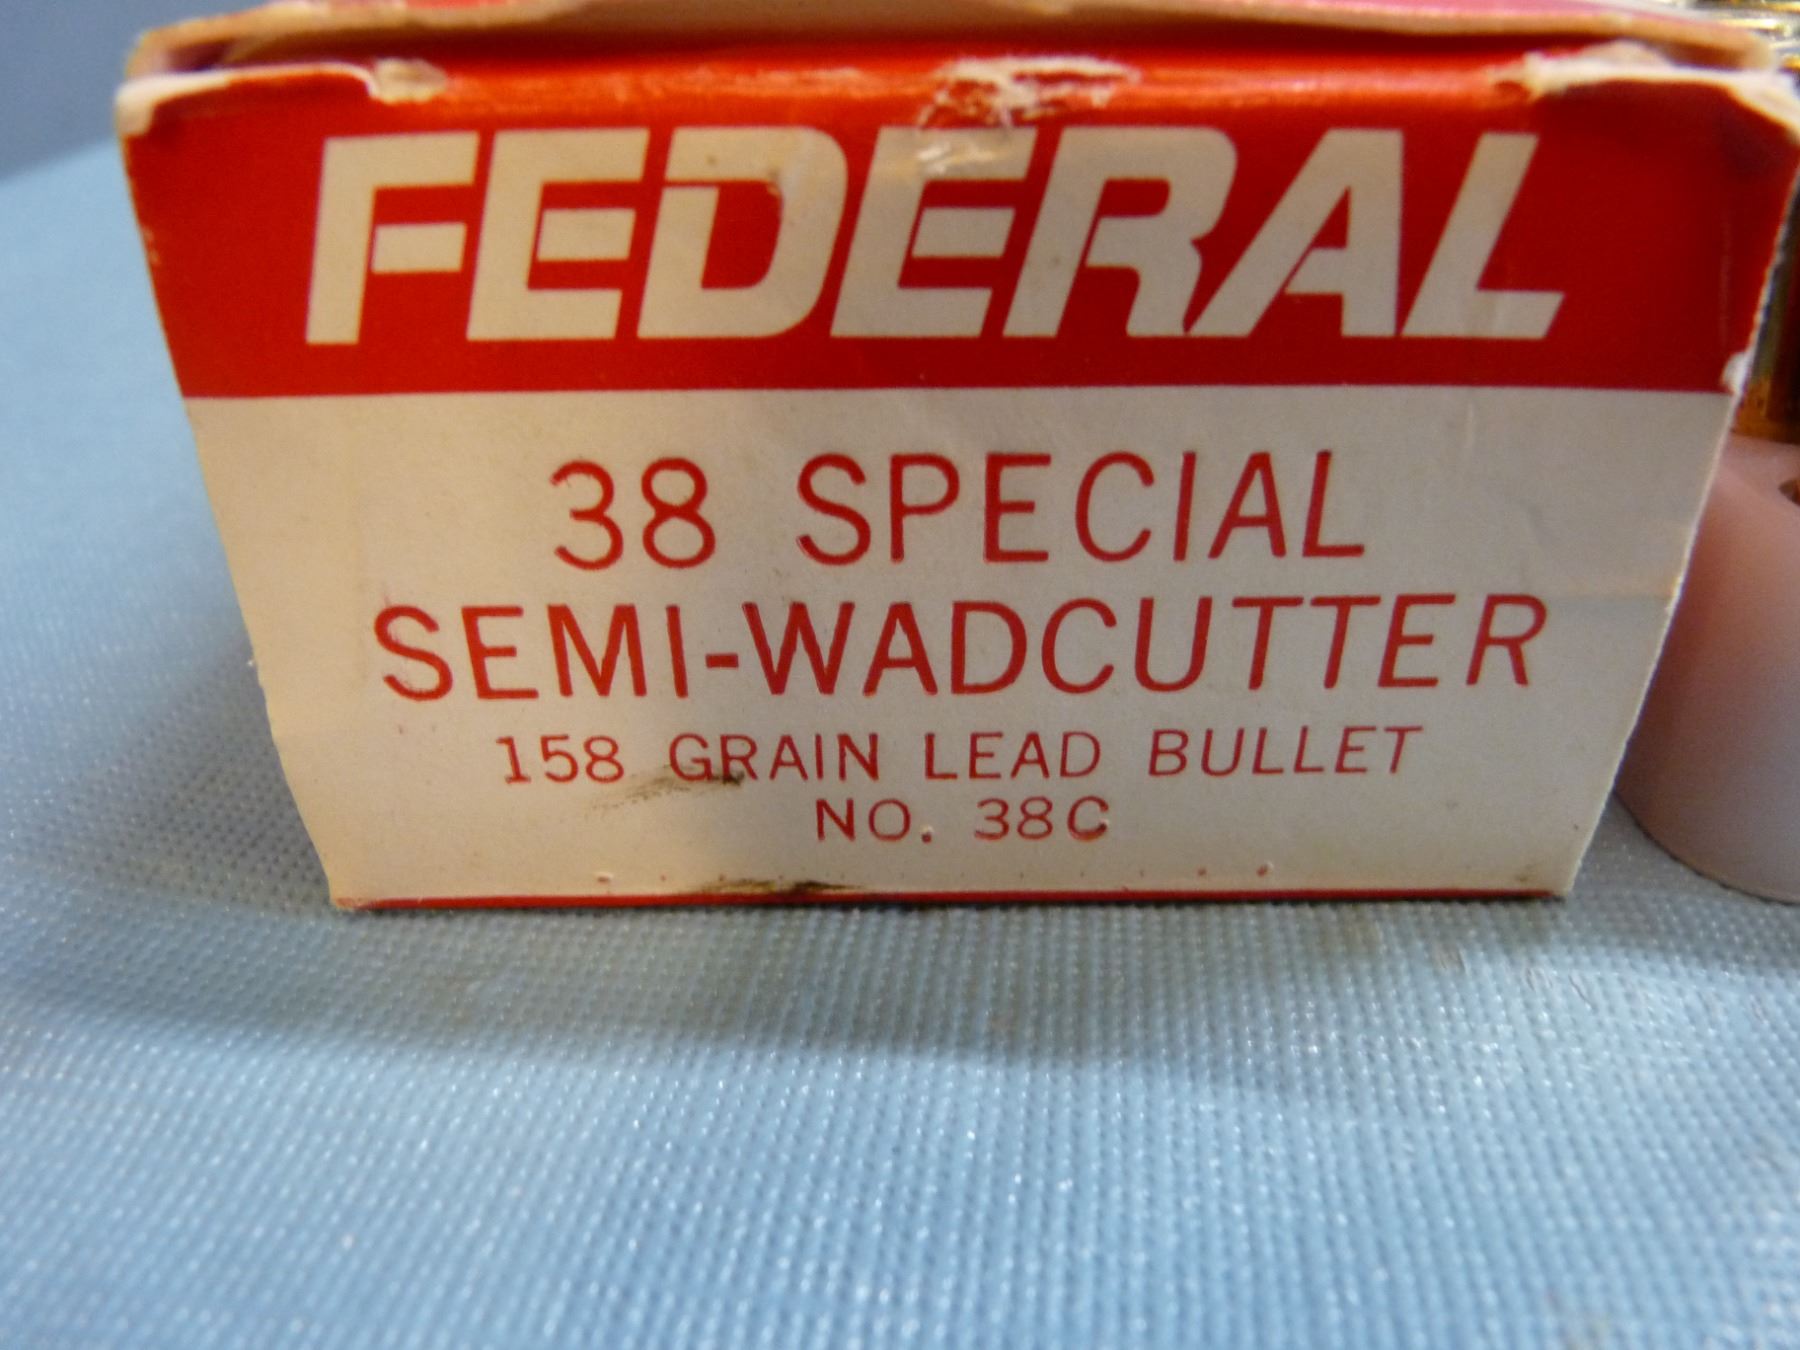 FEDERAL
38 SPECIAL
SEMI-WADCUTTER
158 GRAIN LEAD BULLET
NO. 38C